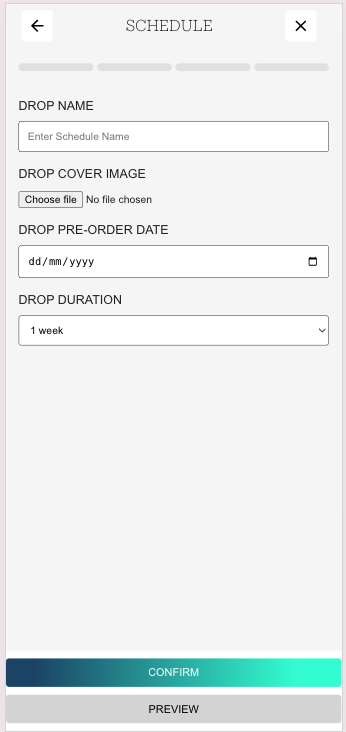 SCHEDULE
DROP NAME
Enter Schedule Name
DROP COVER IMAGE
Choose file No file chosen
DROP PRE-ORDER DATE
dd/mm/yyyy
DROP DURATION
1 week
CONFIRM
PREVIEW